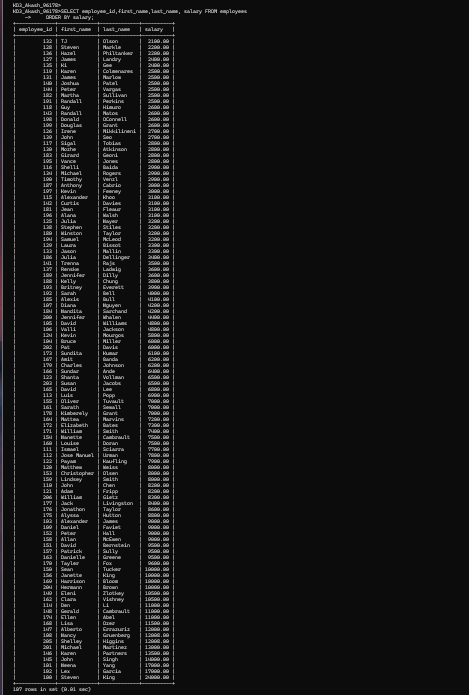 KD3_Akash_96178>
KD3_Akash_96178>SELECT employee_id,first_name,last_name, salary FROM employees
-> ORDER BY salary;
| employee_id | first_name | last_name | salary |
| 132 | TJ | Olson | 2100.00 |
| 128 | Steven | Markle | 2200.00 |
| 136 | Hazel | Philtanker | 2200.00 |
| 127 | James | Landry | 2400.00 |
| 135 | Ki | Gee | 2400.00 |
| 119 | Karen | Colmenares | 2500.00 |
| 131 | James | Marlow | 2500.00 |
| 140 | Joshua | Patel | 2500.00 |
| 144 | Peter | Vargas | 2500.00 |
| 182 | Martha | Sullivan | 2500.00 |
| 191 | Randall | Perkins | 2500.00 |
| 118 | Guy | Himuro | 2600.00 |
| 143 | Randall | Matos | 2600.00 |
| 198 | Donald | OConnell | 2600.00 |
| 199 | Douglas | Grant | 2600.00 |
| 126 | Irene | Mikkilineni | 2700.00 |
| 139 | John | Seo | 2700.00 |
| 117 | Sigal | Tobias | 2800.00 |
| 130 | Mozhe | Atkinson | 2800.00 |
| 183 | Girard | Geoni | 2800.00 |
| 195 | Vance | Jones | 2800.00 |
| 116 | Shelli | Baida | 2900.00 |
| 134 | Michael | Rogers | 2900.00 |
| 190 | Timothy | Venzl | 2900.00 |
| 187 | Anthony | Cabrio | 3000.00 |
| 197 | Kevin | Feeney | 3000.00 |
| 115 | Alexander | Khoo | 3100.00 |
| 142 | Curtis | Davies | 3100.00 |
| 181 | Jean | Fleaur | 3100.00 |
| 196 | Alana | Walsh | 3100.00 |
| 125 | Julia | Nayer | 3200.00 |
| 138 | Stephen | Stiles | 3200.00 |
| 180 | Winston | Taylor | 3200.00 |
| 194 | Samuel | McLeod | 3200.00 |
| 129 | Laura | Bissot | 3300.00 |
| 133 | Jason | Mallin | 3300.00 |
| 186 | Julia | Dellinger | 3400.00 |
| 141 | Trenna | Rajs | 3500.00 |
| 137 | Renske | Ladwig | 3600.00 |
| 189 | Jennifer | Dilly | 3600.00 |
| 188 | Kelly | Chung | 3800.00 |
| 193 | Britney | Everett | 3900.00 |
| 192 | Sarah | Bell | 4000.00 |
| 185 | Alexis | Bull | 4100.00 |
| 107 | Diana | Nguyen | 4200.00 |
| 184 | Nandita | Sarchand | 4200.00 |
| 200 | Jennifer | Whalen | 4400.00 |
| 105 | David | Williams | 4800.00 |
| 106 | Valli | Jackson | 4800.00 |
| 124 | Kevin | Mourgos | 5800.00 |
| 104 | Bruce | Miller | 6000.00 |
| 202 | Pat | Davis | 6000.00 |
| 173 | Sundita | Kumar | 6100.00 |
| 167 | Amit | Banda | 6200.00 |
| 179 | Charles | Johnson | 6200.00 |
| 166 | Sundar | Ande | 6400.00 |
| 123 | Shanta | Vollman | 6500.00 |
| 203 | Susan | Jacobs | 6500.00 |
| 165 | David | Lee | 6800.00 |
| 113 | Luis | Popp | 6900.00 |
| 155 | Oliver | Tuvault | 7000.00 |
| 161 | Sarath | Sewall | 7000.00 |
| 178 | Kimberely | Grant | 7000.00 |
| 164 | Mattea | Marvins | 7200.00 |
| 172 | Elizabeth | Bates | 7300.00 |
| 171 | William | Smith | 7400.00 |
| 154 | Nanette | Cambrault | 7500.00 |
| 160 | Louise | Doran | 7500.00 |
| 111 | Ismael | Sciarra | 7700.00 |
| 112 | Jose Manuel | Urman | 7800.00 |
| 122 | Payam | Kaufling | 7900.00 |
| 120 | Matthew | Weiss | 8000.00 |
| 153 | Christopher | Olsen | 8000.00 |
| 159 | Lindsey | Smith | 8000.00 |
| 110 | John | Chen | 8200.00 |
| 121 | Adam | Fripp | 8200.00 |
| 206 | William | Gietz | 8300.00 |
| 177 | Jack | Livingston | 8400.00 |
| 176 | Jonathon | Taylor | 8600.00 |
| 175 | Alyssa | Hutton | 8800.00 |
| 103 | Alexander | James | 9000.00 |
| 109 | Daniel | Faviet | 9000.00 |
| 152 | Peter | Hall | 9000.00 |
| 158 | Allan | McEwen | 9000.00 |
| 151 | David | Bernstein | 9500.00 |
| 157 | Patrick | Sully | 9500.00 |
| 163 | Danielle | Greene | 9500.00 |
| 170 | Tayler | Fox | 9600.00 |
| 150 | Sean | Tucker | 10000.00 |
| 156 | Janette | King | 10000.00 |
| 169 | Harrison | Bloom | 10000.00 |
| 204 | Hermann | Brown | 10000.00 |
| 149 | Eleni | Zlotkey | 10500.00 |
| 162 | Clara | Vishney | 10500.00 |
| 114 | Den | Li | 11000.00 |
| 148 | Gerald | Cambrault | 11000.00 |
| 174 | Ellen | Abel | 11000.00 |
| 168 | Lisa | Ozer | 11500.00 |
| 147 | Alberto | Errazuriz | 12000.00 |
| 108 | Nancy | Gruenberg | 12008.00 |
| 205 | Shelley | Higgins | 12008.00 |
| 201 | Michael | Martinez | 13000.00 |
| 146 | Karen | Partners | 13500.00 |
| 145 | John | Singh | 14000.00 |
| 101 | Neena | Yang | 17000.00 |
| 102 | Lex | Garcia | 17000.00 |
| 100 | Steven | King | 24000.00 |
107 rows in set (0.01 sec)